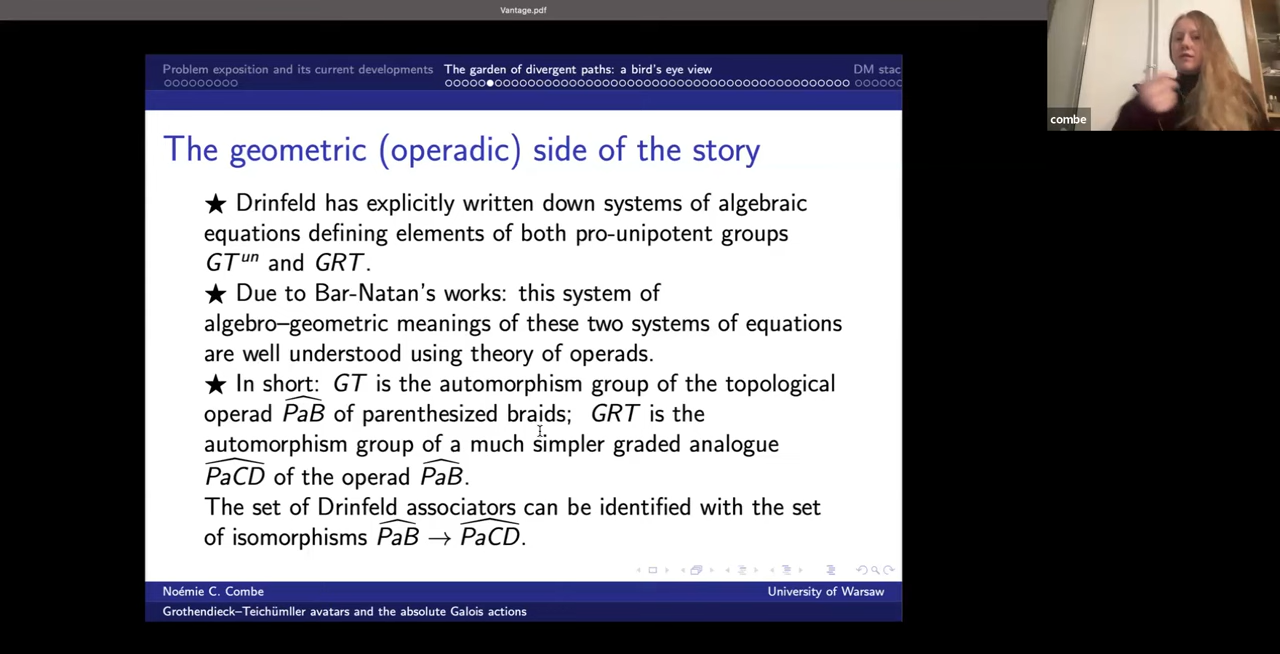 Vantage.pdf
combe
Problem exposition and its current developments The garden of divergent paths: a bird's eye view DM stac
The geometric (operadic) side of the story
★ Drinfeld has explicitly written down systems of algebraic
equations defining elements of both pro-unipotent groups
GT^{un} and GRT.
★ Due to Bar-Natan's works: this system of
algebro–geometric meanings of these two systems of equations
are well understood using theory of operads.
★ In short: GT is the automorphism group of the topological
operad \widehat{PaB} of parenthesized braids; GRT is the
automorphism group of a much simpler graded analogue
\widehat{PaCD} of the operad \widehat{PaB}.
The set of Drinfeld associators can be identified with the set
of isomorphisms \widehat{PaB} → \widehat{PaCD}.
Noémie C. Combe University of Warsaw
Grothendieck–Teichümller avatars and the absolute Galois actions